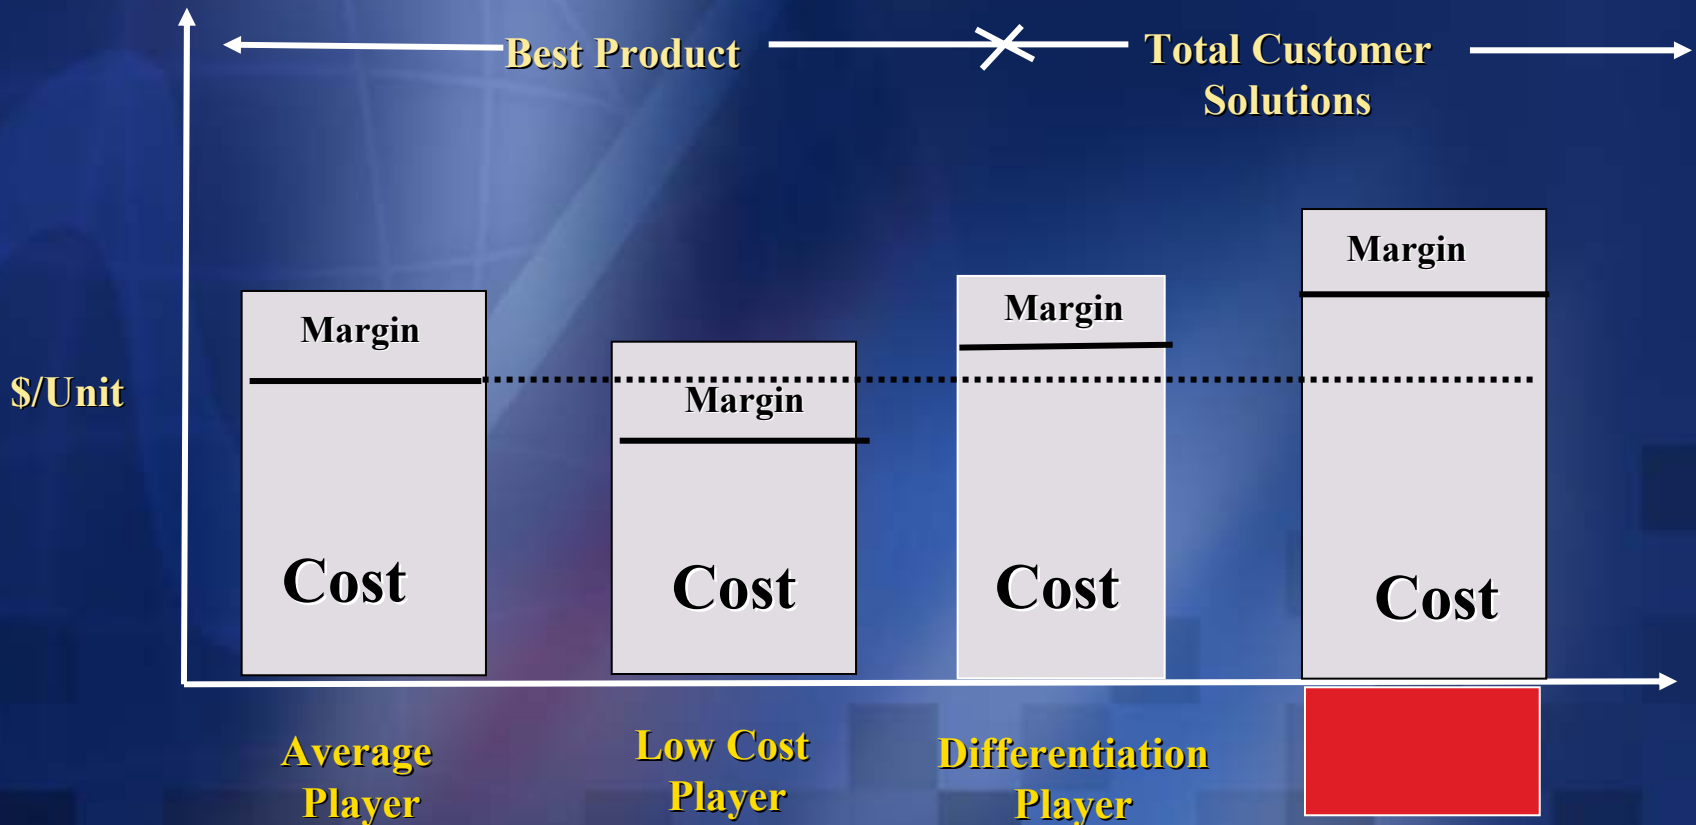 Best Product
Total Customer
Solutions
Margin
Margin
Margin
$/Unit
Margin
Cost
Cost
Cost
Cost
Average
Player
Low Cost
Player
Differentiation
Player